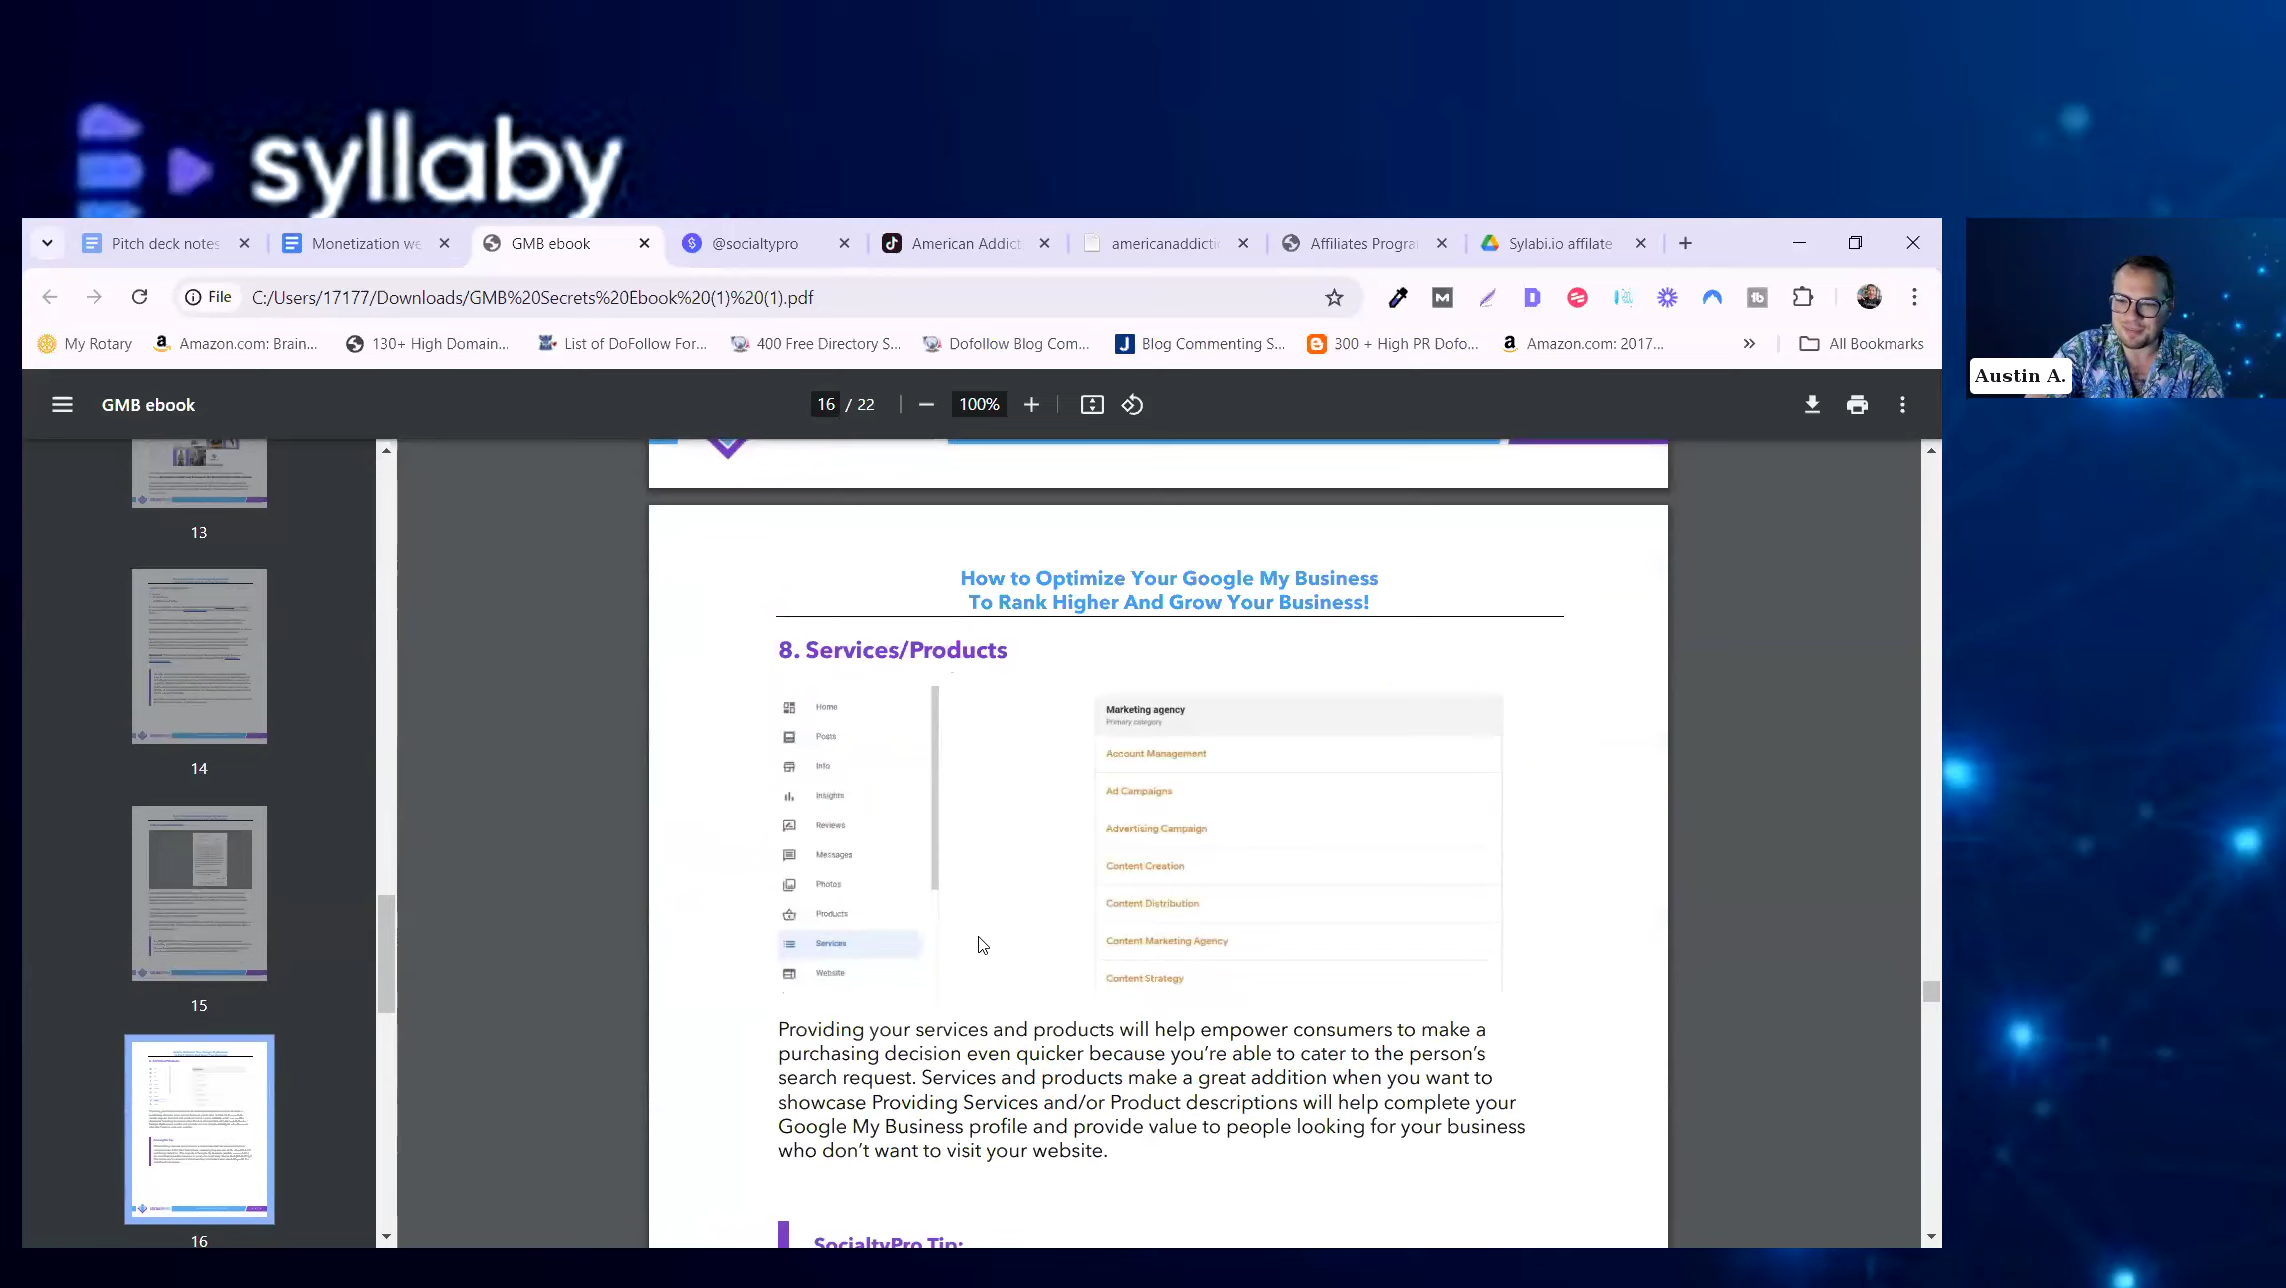 syllaby
Pitch deck notes
Monetization we
GMB ebook
@socialtypro
American Addict
americanaddicti
Affiliates Progra
Sylabi.io affilate
File
C:/Users/17177/Downloads/GMB%20Secrets%20Ebook%20(1)%20(1).pdf
My Rotary
Amazon.com: Brain...
130+ High Domain...
List of DoFollow For...
400 Free Directory S...
Dofollow Blog Com...
Blog Commenting S...
300 + High PR Dofo...
Amazon.com: 2017...
All Bookmarks
Austin A.
GMB ebook
16 / 22
100%
13
14
15
16
How to Optimize Your Google My Business
To Rank Higher And Grow Your Business!
8. Services/Products
Home
Posts
Info
Insights
Reviews
Messages
Photos
Products
Services
Website
Marketing agency
Primary category
Account Management
Ad Campaigns
Advertising Campaign
Content Creation
Content Distribution
Content Marketing Agency
Content Strategy
Providing your services and products will help empower consumers to make a
purchasing decision even quicker because you're able to cater to the person's
search request. Services and products make a great addition when you want to
showcase Providing Services and/or Product descriptions will help complete your
Google My Business profile and provide value to people looking for your business
who don't want to visit your website.
SocialtyPro Tip: